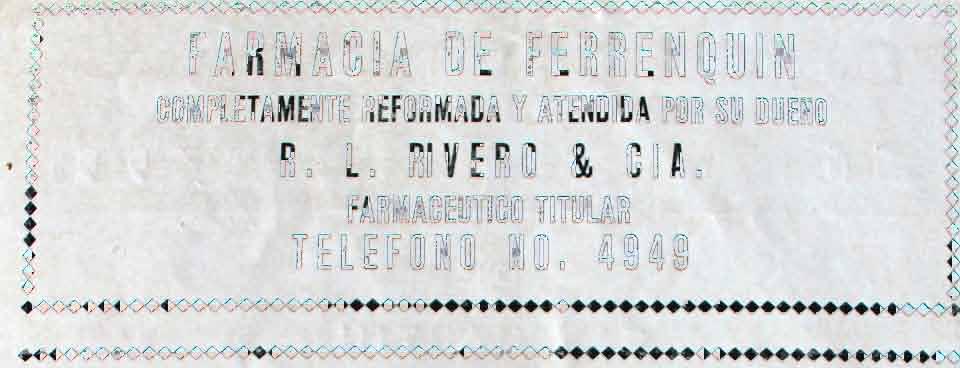 FARMACIA DE FERRENQUIN
COMPLETAMENTE REFORMADA Y ATENDIDA POR SU DUEÑO
R. L. RIVERO & CIA.
FARMACEUTICO TITULAR
TELEFONO NO. 4949